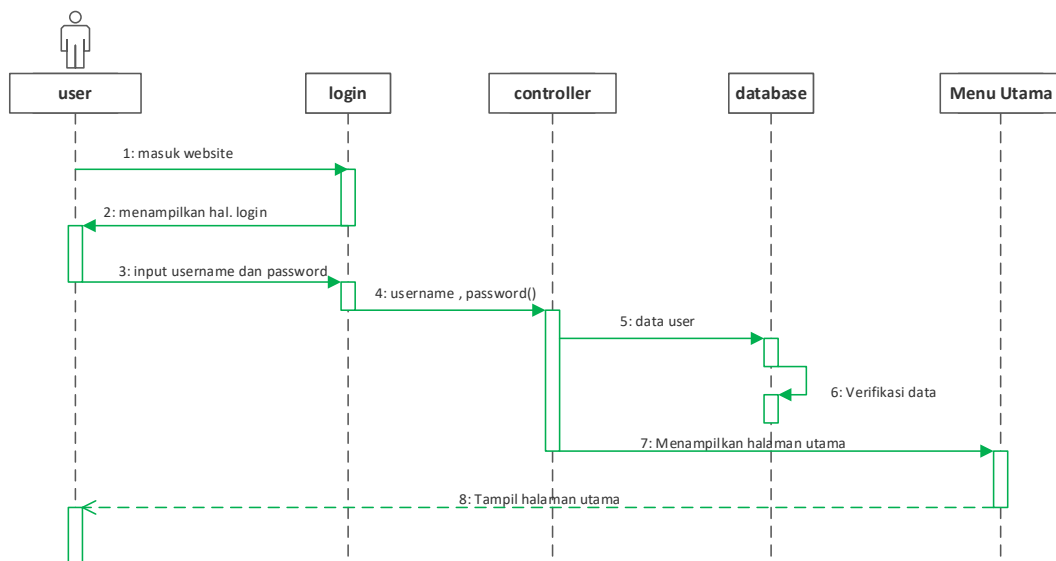 user
login
controller
database
Menu Utama
1: masuk website
2: menampilkan hal. login
3: input username dan password
4: username , password()
5: data user
6: Verifikasi data
7: Menampilkan halaman utama
8: Tampil halaman utama